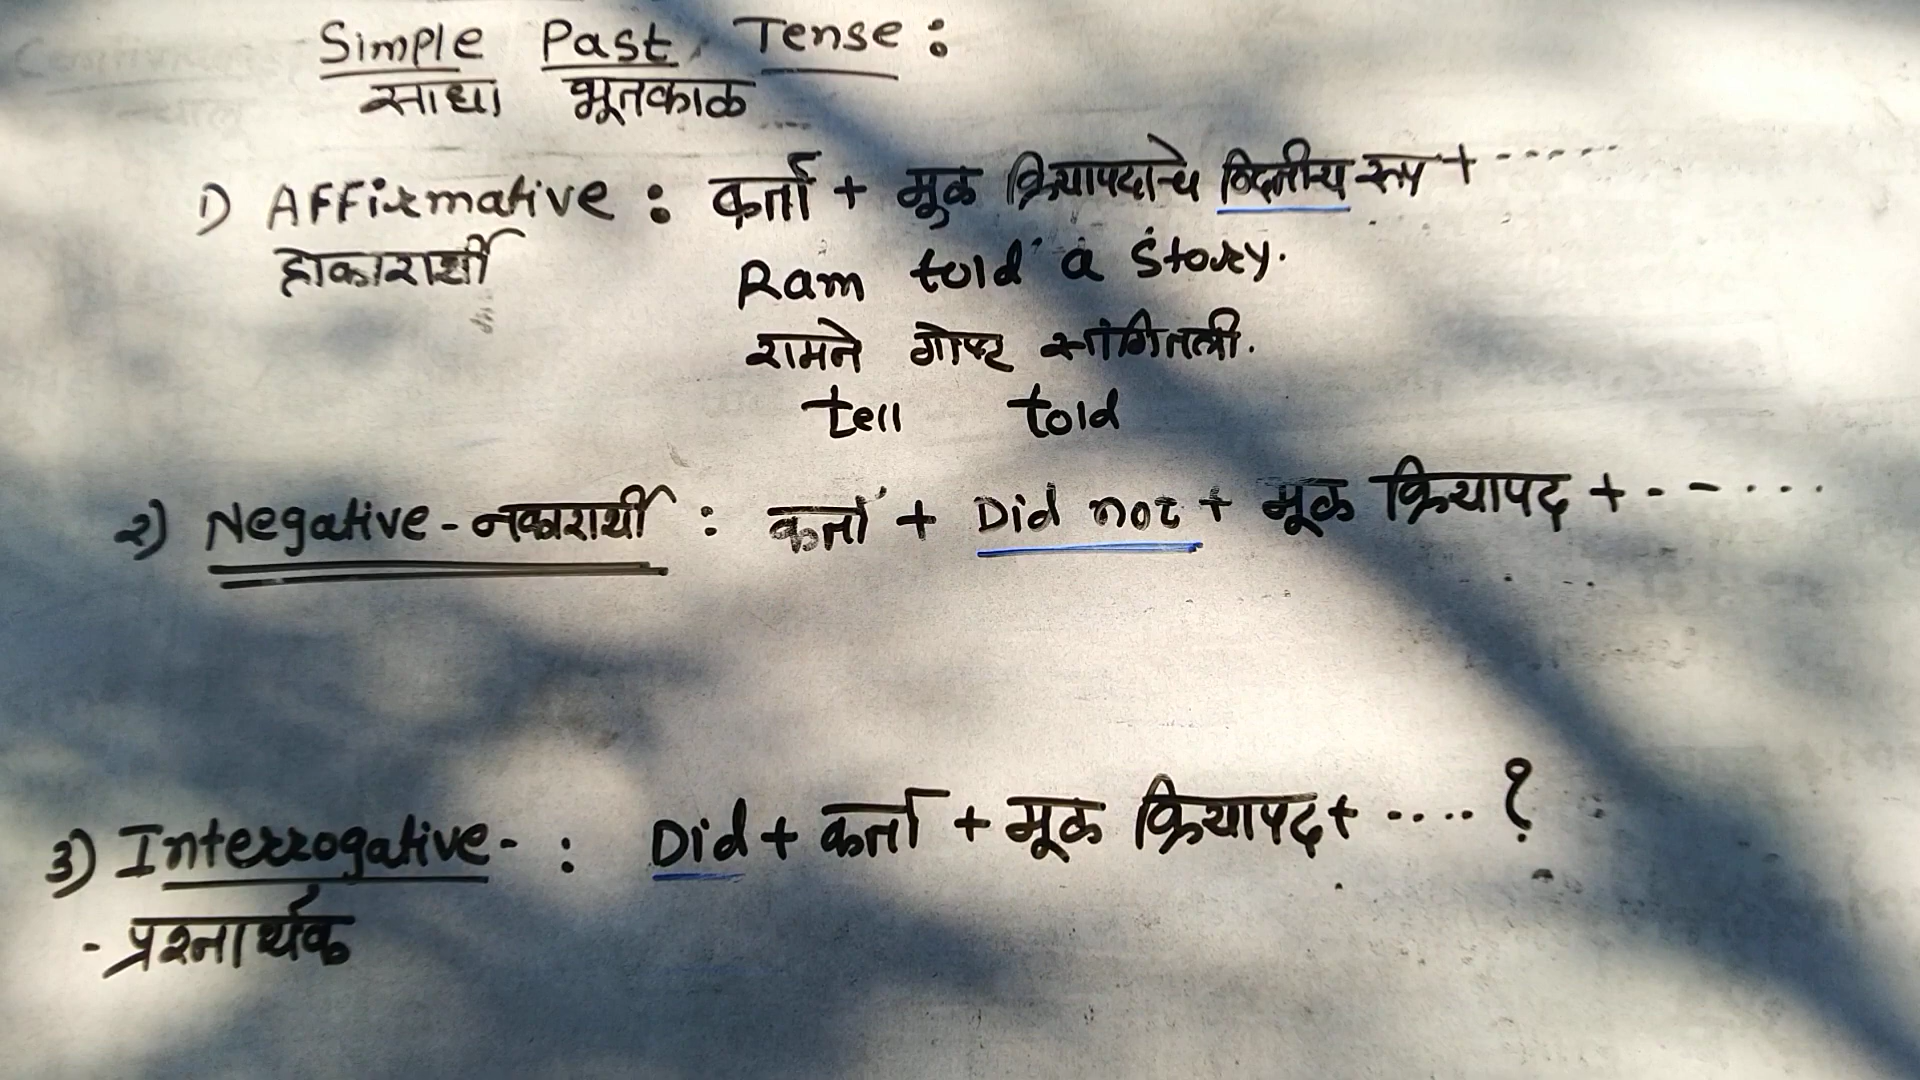 Simple Past Tense :
साधा भूतकाळ
1) Affirmative : कर्ता + मूळ क्रियापदाचे द्वितीय रूप + ......
होकारार्थी
Ram told a story.
रामने गोष्ट सांगितली.
tell told
२) Negative - नकारार्थी : कर्ता + Did not + मूळ क्रियापद + ......
3) Interrogative - : Did + कर्ता + मूळ क्रियापद + .... ?
- प्रश्नार्थक